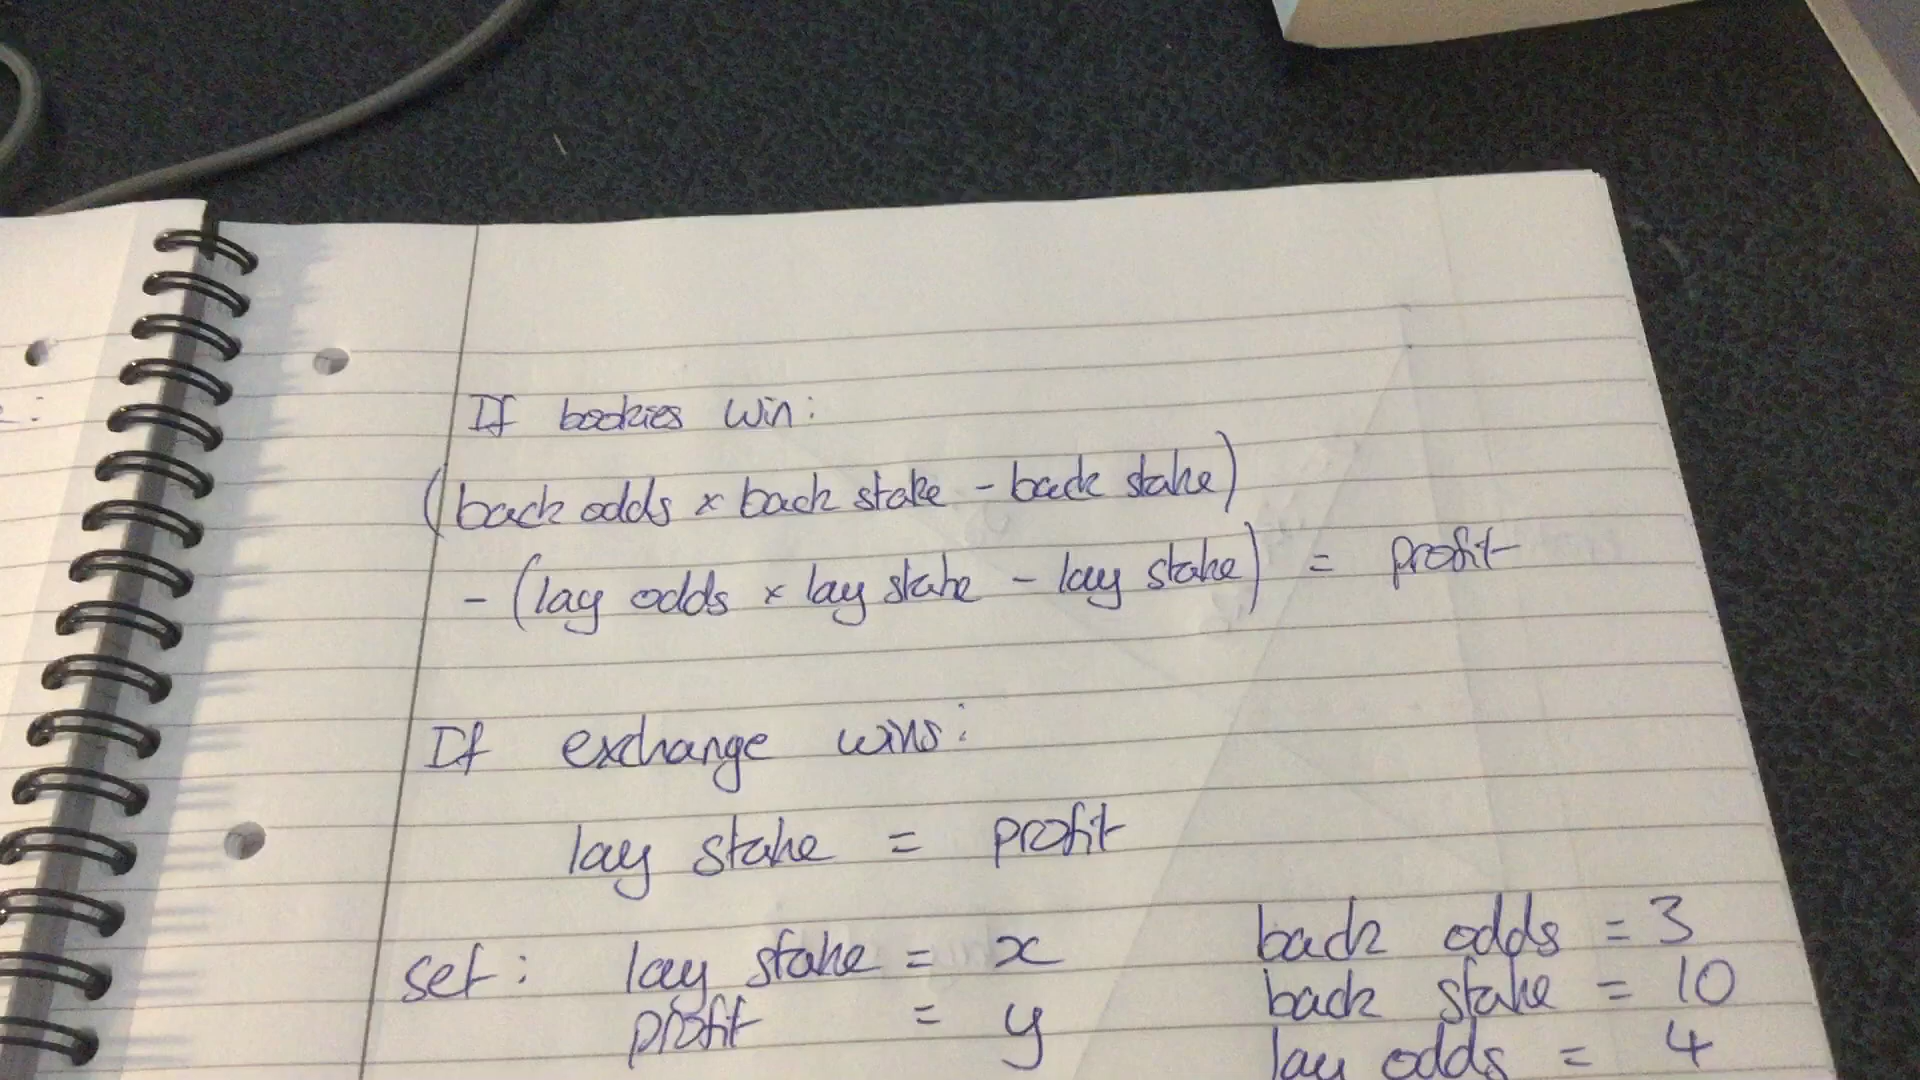 If bookies win:
(back odds x back stake - back stake)
- (lay odds x lay stake - lay stake) = profit
If exchange wins:
lay stake = profit
set: lay stake = x back odds = 3
profit = y back stake = 10
lay odds = 4